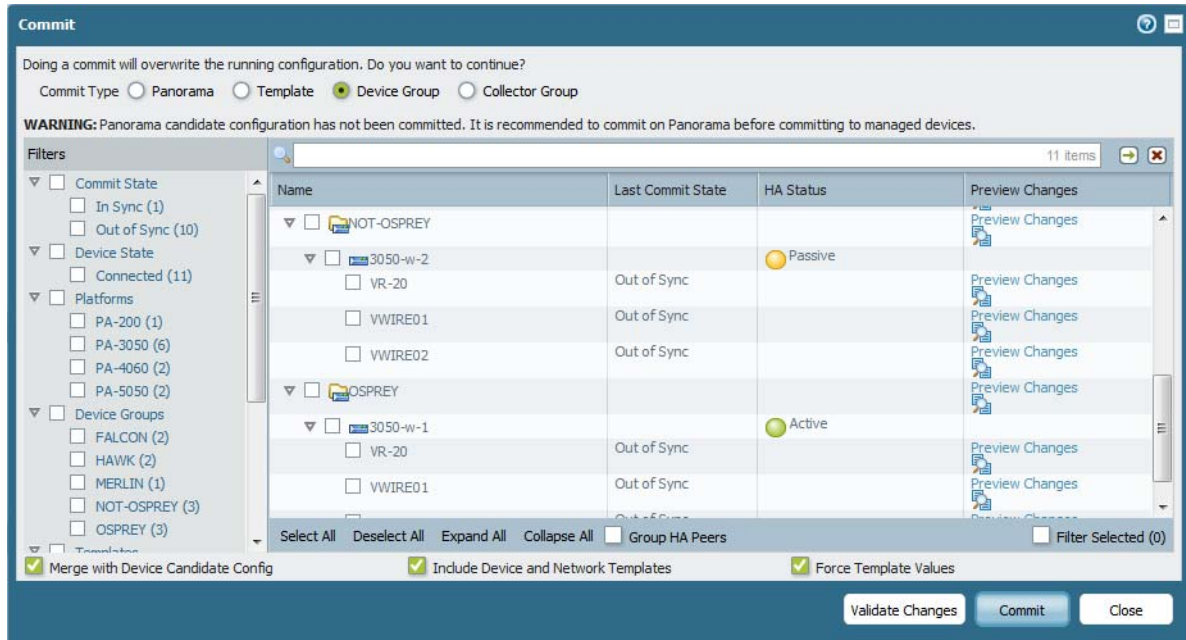 Commit
Doing a commit will overwrite the running configuration. Do you want to continue?
Commit Type Panorama Template Device Group Collector Group
WARNING: Panorama candidate configuration has not been committed. It is recommended to commit on Panorama before committing to managed devices.
Filters
Commit State
In Sync (1)
Out of Sync (10)
Device State
Connected (11)
Platforms
PA-200 (1)
PA-3050 (6)
PA-4060 (2)
PA-5050 (2)
Device Groups
FALCON (2)
HAWK (2)
MERLIN (1)
NOT-OSPREY (3)
OSPREY (3)
Templates
11 items
Name Last Commit State HA Status Preview Changes
NOT-OSPREY Preview Changes
3050-w-2 Passive
VR-20 Out of Sync Preview Changes
VWIRE01 Out of Sync Preview Changes
VWIRE02 Out of Sync Preview Changes
OSPREY Preview Changes
3050-w-1 Active
VR-20 Out of Sync Preview Changes
VWIRE01 Out of Sync Preview Changes
Out of Sync Preview Changes
Select All Deselect All Expand All Collapse All Group HA Peers Filter Selected (0)
Merge with Device Candidate Config Include Device and Network Templates Force Template Values
Validate Changes Commit Close